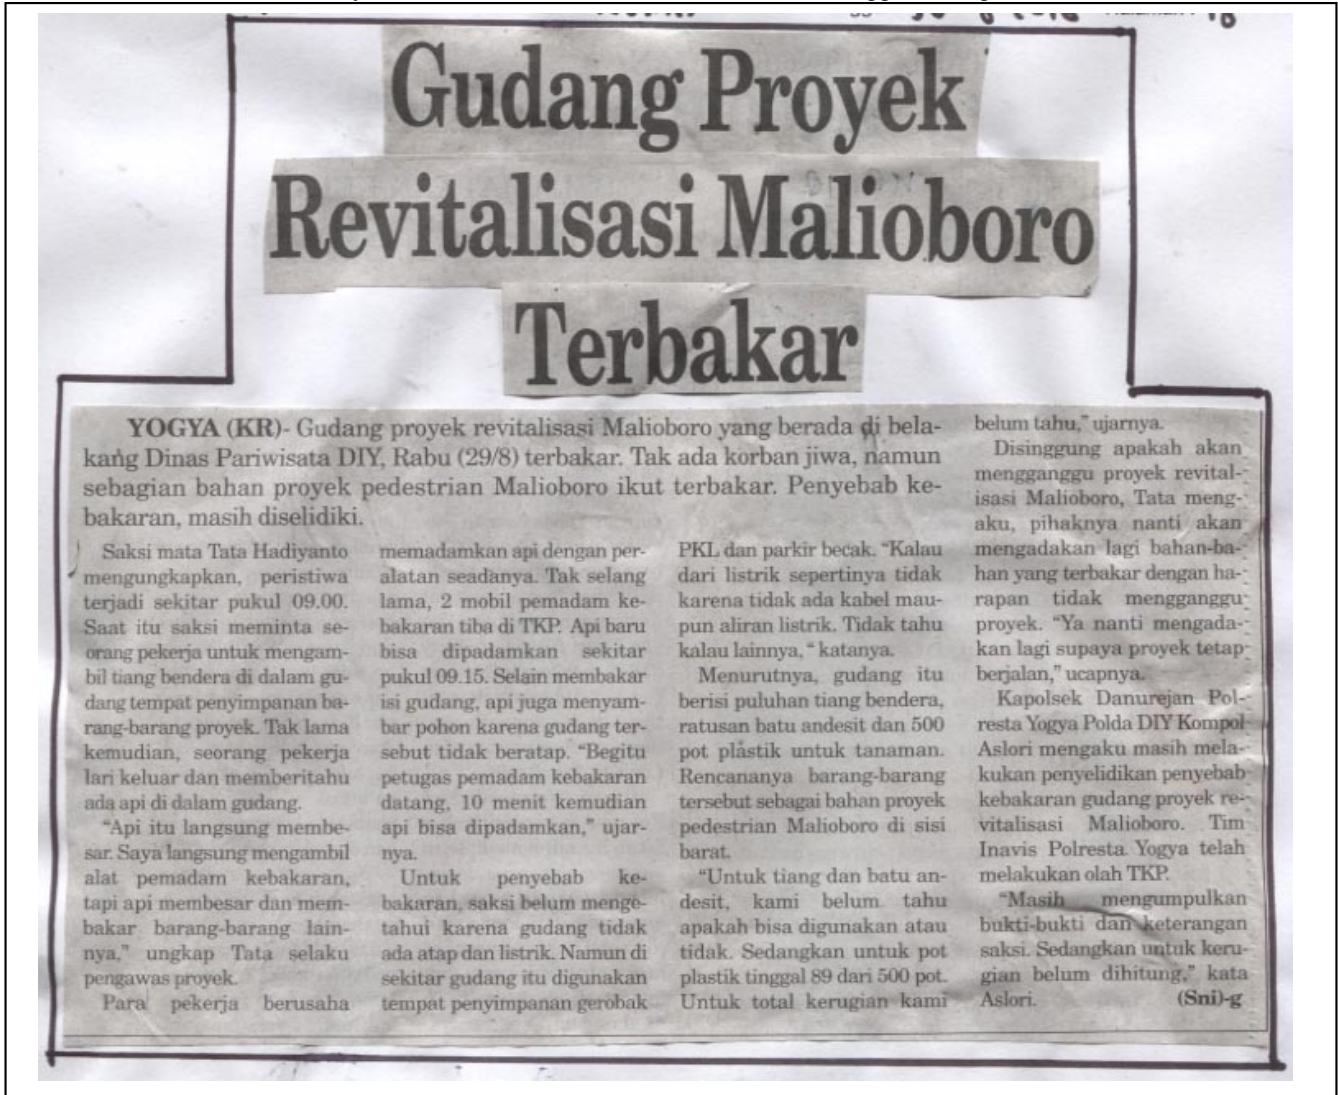 Gudang Proyek
Revitalisasi Malioboro
Terbakar
YOGYA (KR)- Gudang proyek revitalisasi Malioboro yang berada di bela-
kang Dinas Pariwisata DIY, Rabu (29/8) terbakar. Tak ada korban jiwa, namun
sebagian bahan proyek pedestrian Malioboro ikut terbakar. Penyebab ke-
bakaran, masih diselidiki.
Saksi mata Tata Hadiyanto
mengungkapkan, peristiwa
terjadi sekitar pukul 09.00.
Saat itu saksi meminta se-
orang pekerja untuk mengam-
bil tiang bendera di dalam gu-
dang tempat penyimpanan ba-
rang-barang proyek. Tak lama
kemudian, seorang pekerja
lari keluar dan memberitahu
ada api di dalam gudang.
"Api itu langsung membe-
sar. Saya langsung mengambil
alat pemadam kebakaran,
tapi api membesar dan mem-
bakar barang-barang lain-
nya," ungkap Tata selaku
pengawas proyek.
Para pekerja berusaha
memadamkan api dengan per-
alatan seadanya. Tak selang
lama, 2 mobil pemadam ke-
bakaran tiba di TKP. Api baru
bisa dipadamkan sekitar
pukul 09.15. Selain membakar
isi gudang, api juga menyam-
bar pohon karena gudang ter-
sebut tidak beratap. "Begitu
petugas pemadam kebakaran
datang, 10 menit kemudian
api bisa dipadamkan," ujar-
nya.
Untuk penyebab ke-
bakaran, saksi belum menge-
tahui karena gudang tidak
ada atap dan listrik. Namun di
sekitar gudang itu digunakan
tempat penyimpanan gerobak
PKL dan parkir becak. "Kalau
dari listrik sepertinya tidak
karena tidak ada kabel mau-
pun aliran listrik. Tidak tahu
kalau lainnya, " katanya.
Menurutnya, gudang itu
berisi puluhan tiang bendera,
ratusan batu andesit dan 500
pot plastik untuk tanaman.
Rencananya barang-barang
tersebut sebagai bahan proyek
pedestrian Malioboro di sisi
barat.
"Untuk tiang dan batu an-
desit, kami belum tahu
apakah bisa digunakan atau
tidak. Sedangkan untuk pot
plastik tinggal 89 dari 500 pot.
Untuk total kerugian kami
belum tahu," ujarnya.
Disinggung apakah akan
mengganggu proyek revital-
isasi Malioboro, Tata meng-
aku, pihaknya nanti akan
mengadakan lagi bahan-ba-
han yang terbakar dengan ha-
rapan tidak mengganggu
proyek. "Ya nanti mengada-
kan lagi supaya proyek tetap
berjalan," ucapnya.
Kapolsek Danurejan Pol-
resta Yogya Polda DIY Kompol
Aslori mengaku masih mela-
kukan penyelidikan penyebab
kebakaran gudang proyek re-
vitalisasi Malioboro. Tim
Inavis Polresta Yogya telah
melakukan olah TKP.
"Masih mengumpulkan
bukti-bukti dan keterangan
saksi. Sedangkan untuk keru-
gian belum dihitung," kata
Aslori. (Sni)-g